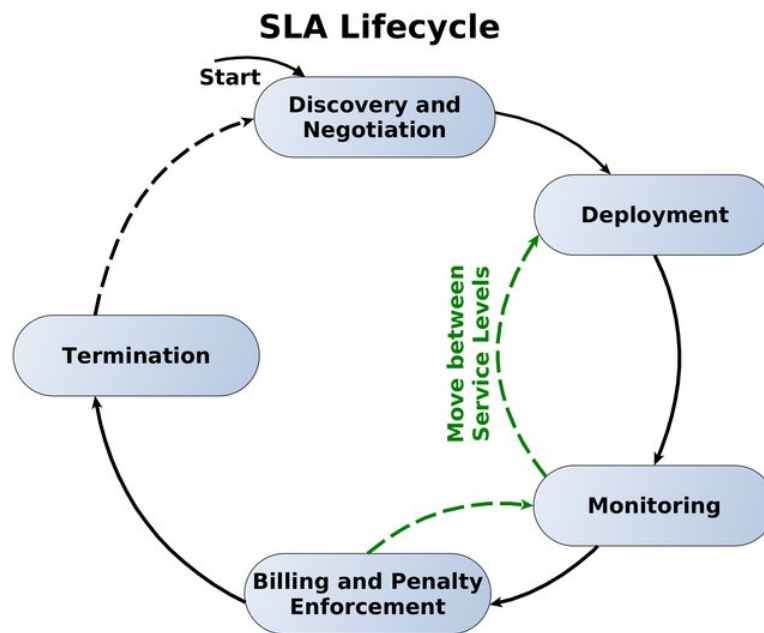 SLA Lifecycle
Start
Discovery and
Negotiation
Deployment
Move between
Service Levels
Termination
Monitoring
Billing and Penalty
Enforcement